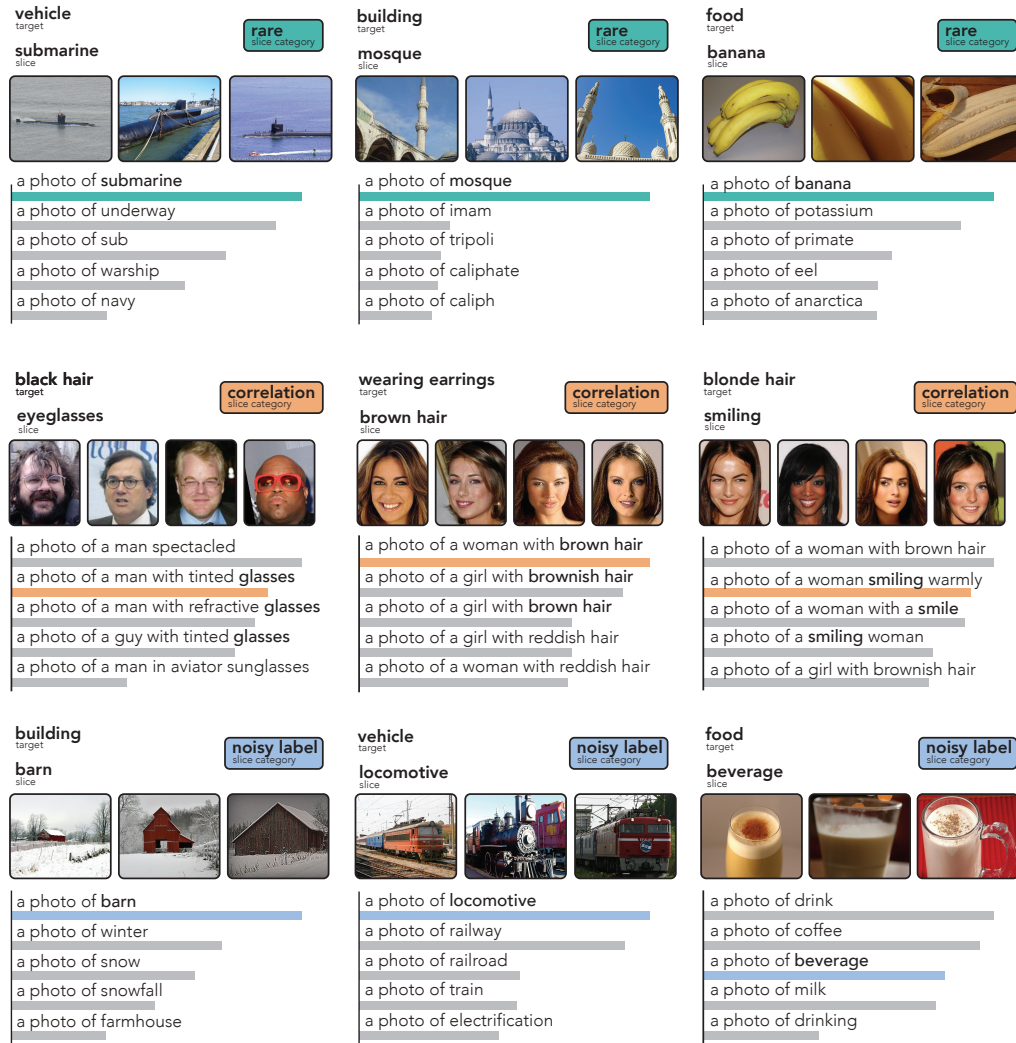 vehicle
target
rare
slice category
submarine
slice
a photo of submarine
a photo of underway
a photo of sub
a photo of warship
a photo of navy
building
target
rare
slice category
mosque
slice
a photo of mosque
a photo of imam
a photo of tripoli
a photo of caliphate
a photo of caliph
food
target
rare
slice category
banana
slice
a photo of banana
a photo of potassium
a photo of primate
a photo of eel
a photo of anarctica
black hair
target
correlation
slice category
eyeglasses
slice
a photo of a man spectacled
a photo of a man with tinted glasses
a photo of a man with refractive glasses
a photo of a guy with tinted glasses
a photo of a man in aviator sunglasses
wearing earrings
target
correlation
slice category
brown hair
slice
a photo of a woman with brown hair
a photo of a girl with brownish hair
a photo of a girl with brown hair
a photo of a girl with reddish hair
a photo of a woman with reddish hair
blonde hair
target
correlation
slice category
smiling
slice
a photo of a woman with brown hair
a photo of a woman smiling warmly
a photo of a woman with a smile
a photo of a smiling woman
a photo of a girl with brownish hair
building
target
noisy label
slice category
barn
slice
a photo of barn
a photo of winter
a photo of snow
a photo of snowfall
a photo of farmhouse
vehicle
target
noisy label
slice category
locomotive
slice
a photo of locomotive
a photo of railway
a photo of railroad
a photo of train
a photo of electrification
food
target
noisy label
slice category
beverage
slice
a photo of drink
a photo of coffee
a photo of beverage
a photo of milk
a photo of drinking